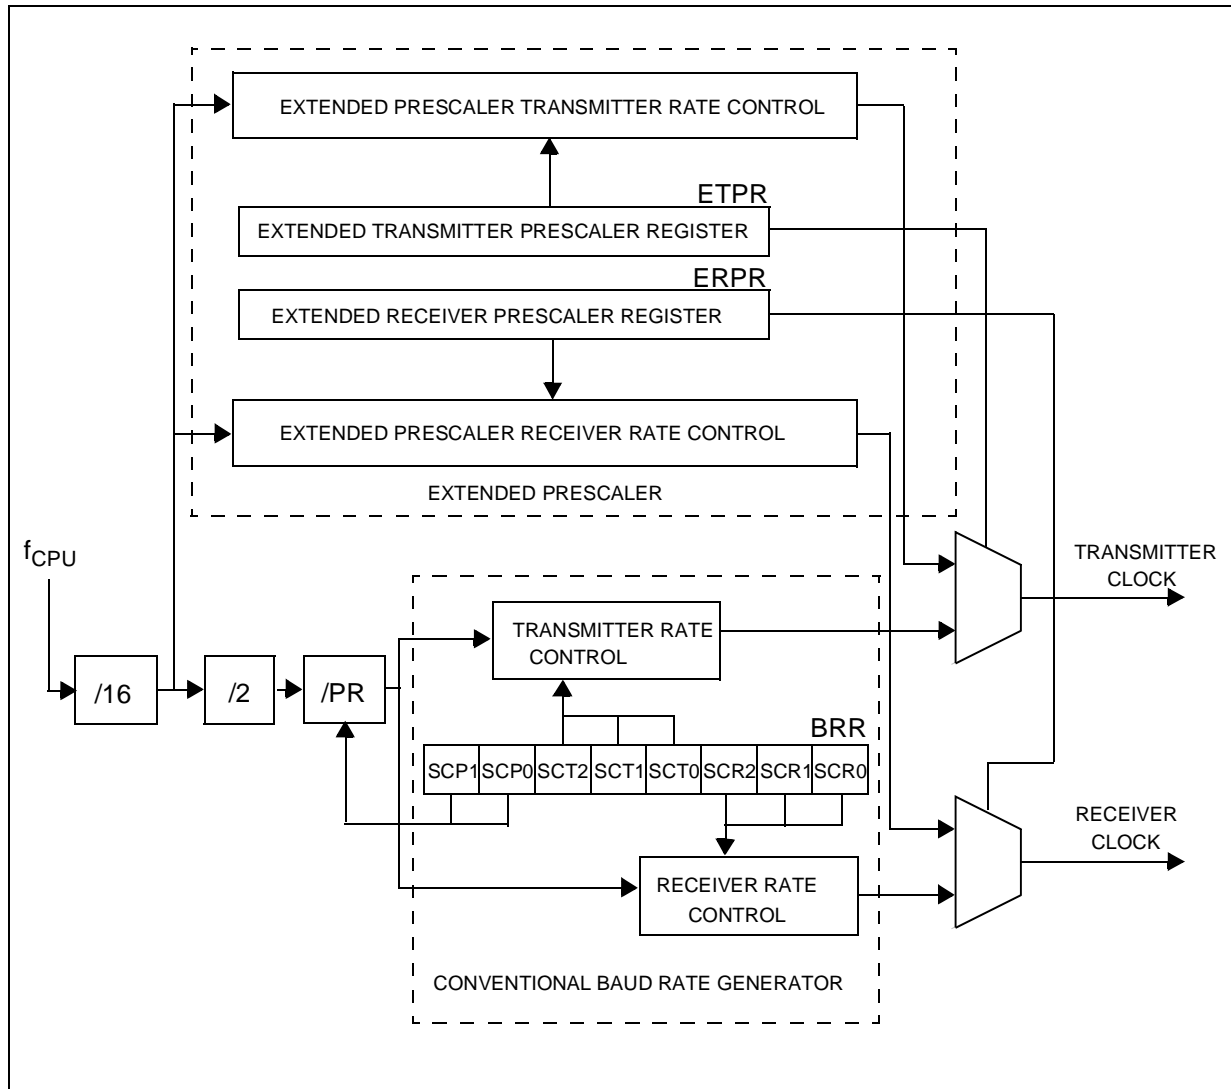 EXTENDED PRESCALER TRANSMITTER RATE CONTROL
ETPR
EXTENDED TRANSMITTER PRESCALER REGISTER
ERPR
EXTENDED RECEIVER PRESCALER REGISTER
EXTENDED PRESCALER RECEIVER RATE CONTROL
EXTENDED PRESCALER
fCPU
TRANSMITTER
CLOCK
TRANSMITTER RATE
CONTROL
/16
/2
/PR
BRR
SCP1 SCP0 SCT2 SCT1 SCT0 SCR2 SCR1 SCR0
RECEIVER
CLOCK
RECEIVER RATE
CONTROL
CONVENTIONAL BAUD RATE GENERATOR